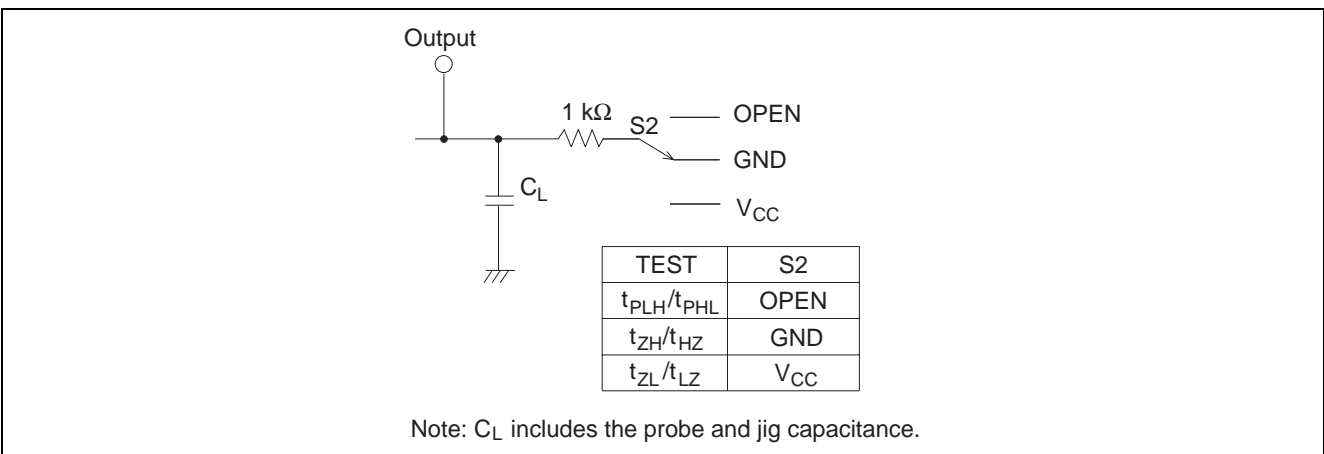 Output
1 kΩ
S2
OPEN
GND
V_CC
C_L
TEST S2
t_PLH/t_PHL OPEN
t_ZH/t_HZ GND
t_ZL/t_LZ V_CC
Note: C_L includes the probe and jig capacitance.